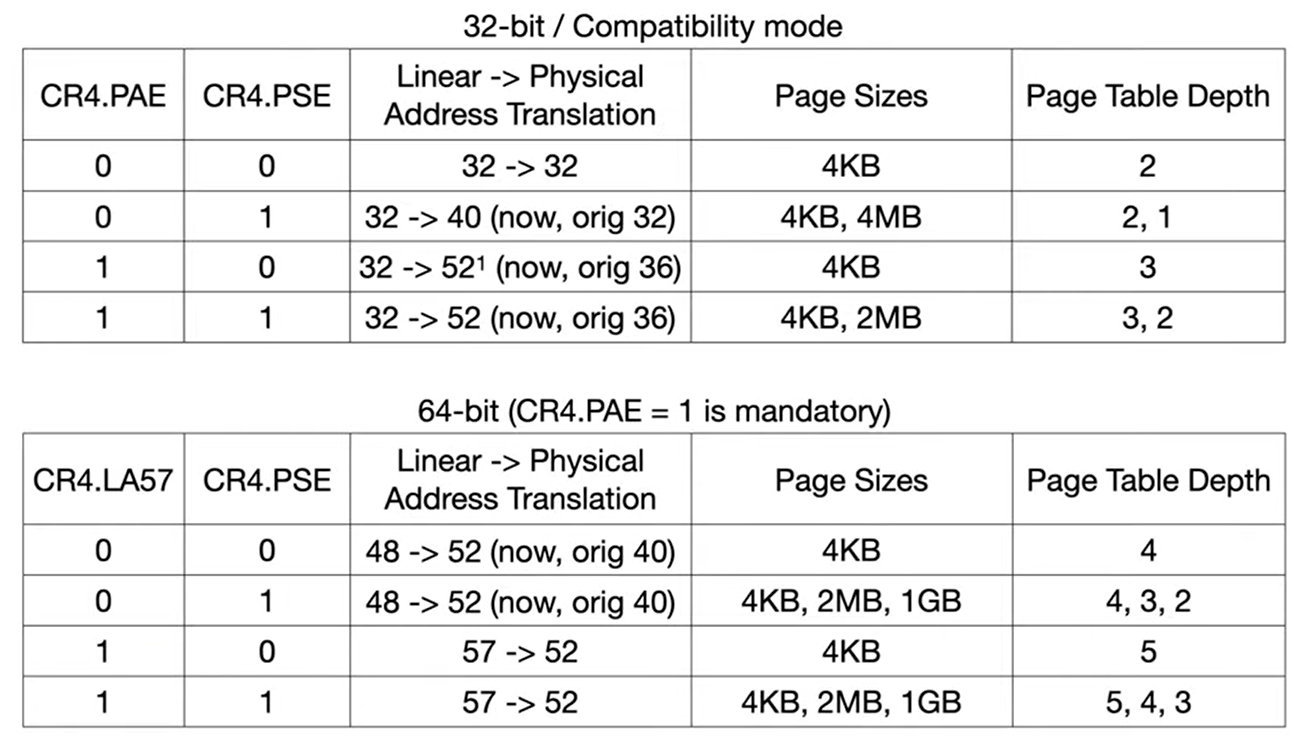 32-bit / Compatibility mode
CR4.PAE CR4.PSE Linear -> Physical Address Translation Page Sizes Page Table Depth
0 0 32 -> 32 4KB 2
0 1 32 -> 40 (now, orig 32) 4KB, 4MB 2, 1
1 0 32 -> 52¹ (now, orig 36) 4KB 3
1 1 32 -> 52 (now, orig 36) 4KB, 2MB 3, 2
64-bit (CR4.PAE = 1 is mandatory)
CR4.LA57 CR4.PSE Linear -> Physical Address Translation Page Sizes Page Table Depth
0 0 48 -> 52 (now, orig 40) 4KB 4
0 1 48 -> 52 (now, orig 40) 4KB, 2MB, 1GB 4, 3, 2
1 0 57 -> 52 4KB 5
1 1 57 -> 52 4KB, 2MB, 1GB 5, 4, 3